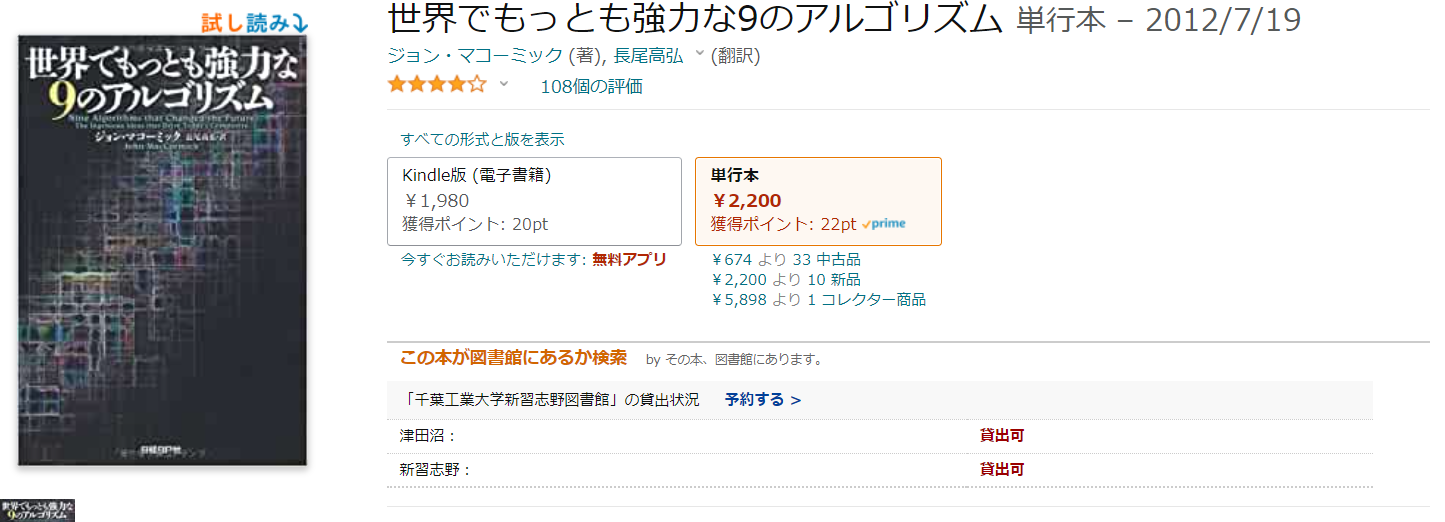 試し読み
世界でもっとも強力な
9のアルゴリズム
Nine Algorithms that Changed the Future
The Ingenious Ideas that Drive Today's Computers
ジョン・マコーミック 長尾高弘 訳
John MacCormick
日経BP社
世界でもっとも強力な9のアルゴリズム 単行本 – 2012/7/19
ジョン・マコーミック (著), 長尾高弘 (翻訳)
108個の評価
すべての形式と版を表示
Kindle版 (電子書籍)
￥1,980
獲得ポイント: 20pt
今すぐお読みいただけます: 無料アプリ
単行本
￥2,200
獲得ポイント: 22pt prime
￥674 より 33 中古品
￥2,200 より 10 新品
￥5,898 より 1 コレクター商品
この本が図書館にあるか検索 by その本、図書館にあります。
「千葉工業大学新習志野図書館」の貸出状況 予約する >
津田沼 : 貸出可
新習志野 : 貸出可
世界でもっとも強力な
9のアルゴリズム